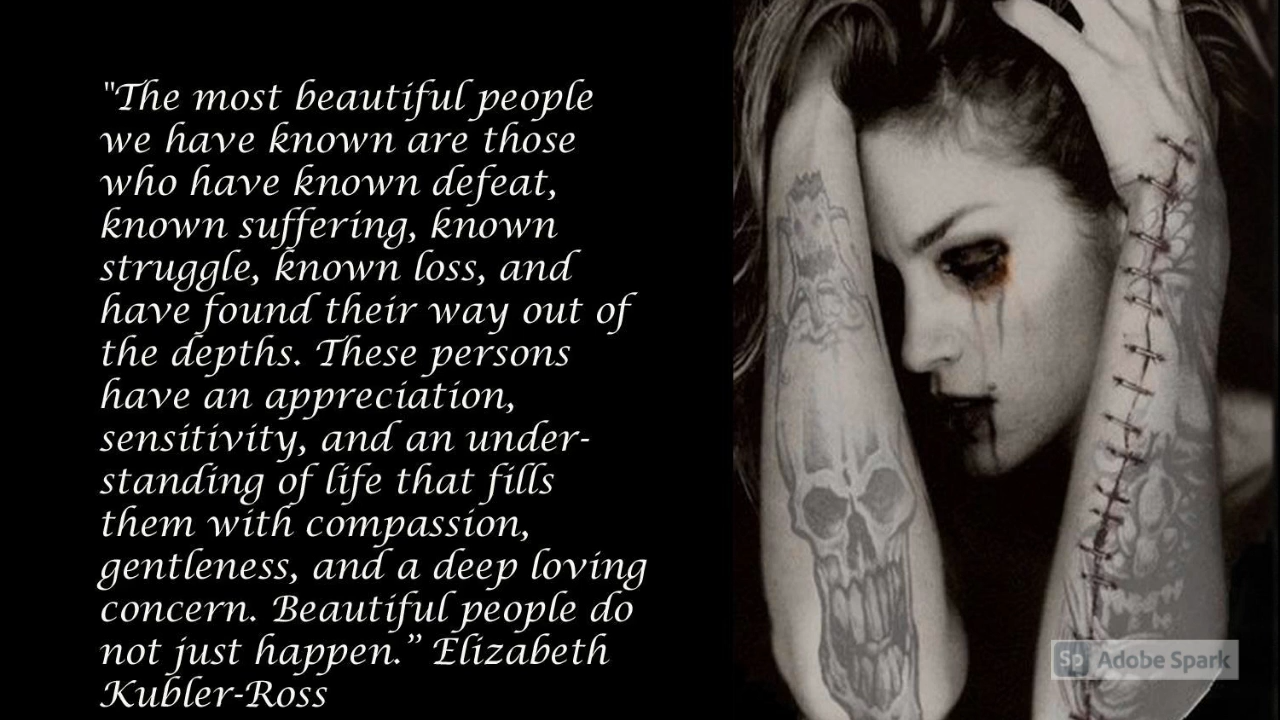 "The most beautiful people
we have known are those
who have known defeat,
known suffering, known
struggle, known loss, and
have found their way out of
the depths. These persons
have an appreciation,
sensitivity, and an under-
standing of life that fills
them with compassion,
gentleness, and a deep loving
concern. Beautiful people do
not just happen.” Elizabeth
Kubler-Ross
Sp Adobe Spark